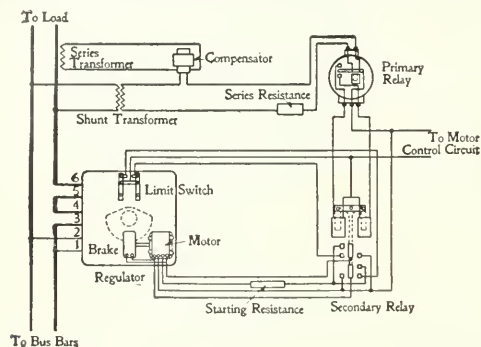 To Load
Series
Transformer
Compensator
Primary
Relay
Series Resistance
Shunt Transformer
To Motor
Control Circuit
6
5
4
3
2
1
Limit Switch
Brake
Motor
Regulator
Starting Resistance
Secondary Relay
To Bus Bars